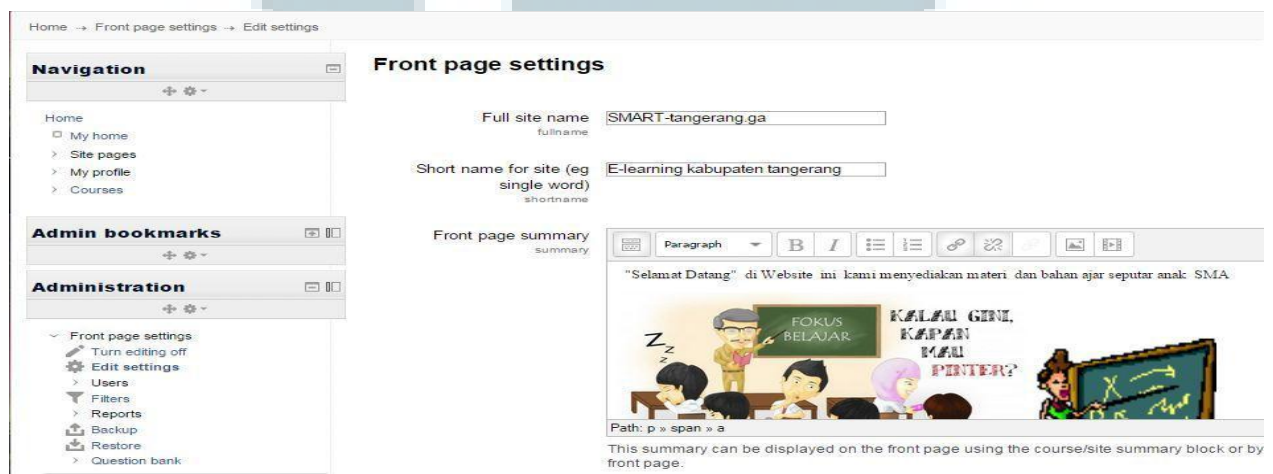 Home → Front page settings → Edit settings
Navigation
Home
My home
Site pages
My profile
Courses
Admin bookmarks
Administration
Front page settings
Turn editing off
Edit settings
Users
Filters
Reports
Backup
Restore
Question bank
Front page settings
Full site name
fullname
SMART-tangerang.ga
Short name for site (eg
single word)
shortname
E-learning kabupaten tangerang
Front page summary
summary
Paragraph
B I
"Selamat Datang" di Website ini kami menyediakan materi dan bahan ajar seputar anak SMA
Z z z
FOKUS
BELAJAR
KALAU GINI,
KAPAN
MAU
PINTER?
Path: p » span » a
This summary can be displayed on the front page using the course/site summary block or by
front page.